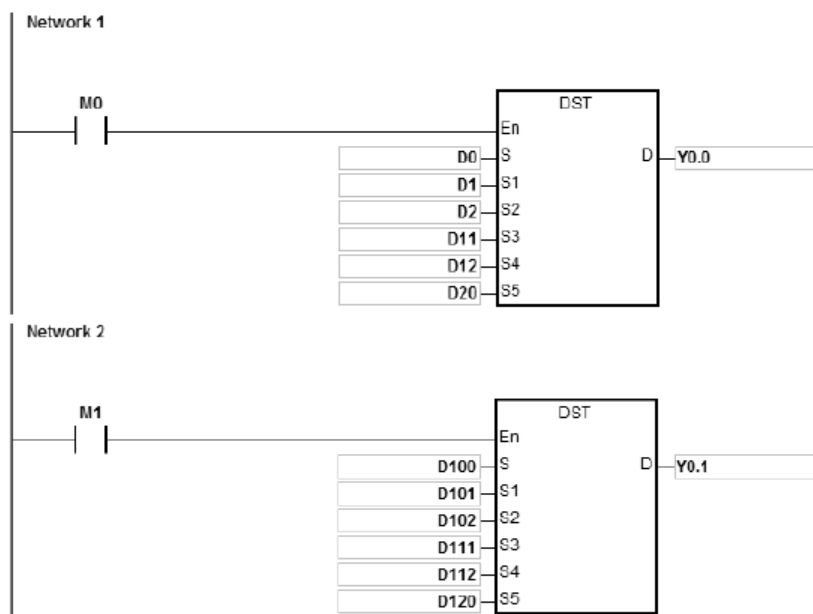 Network 1
M0
DST
En
D0 S D Y0.0
D1 S1
D2 S2
D11 S3
D12 S4
D20 S5
Network 2
M1
DST
En
D100 S D Y0.1
D101 S1
D102 S2
D111 S3
D112 S4
D120 S5